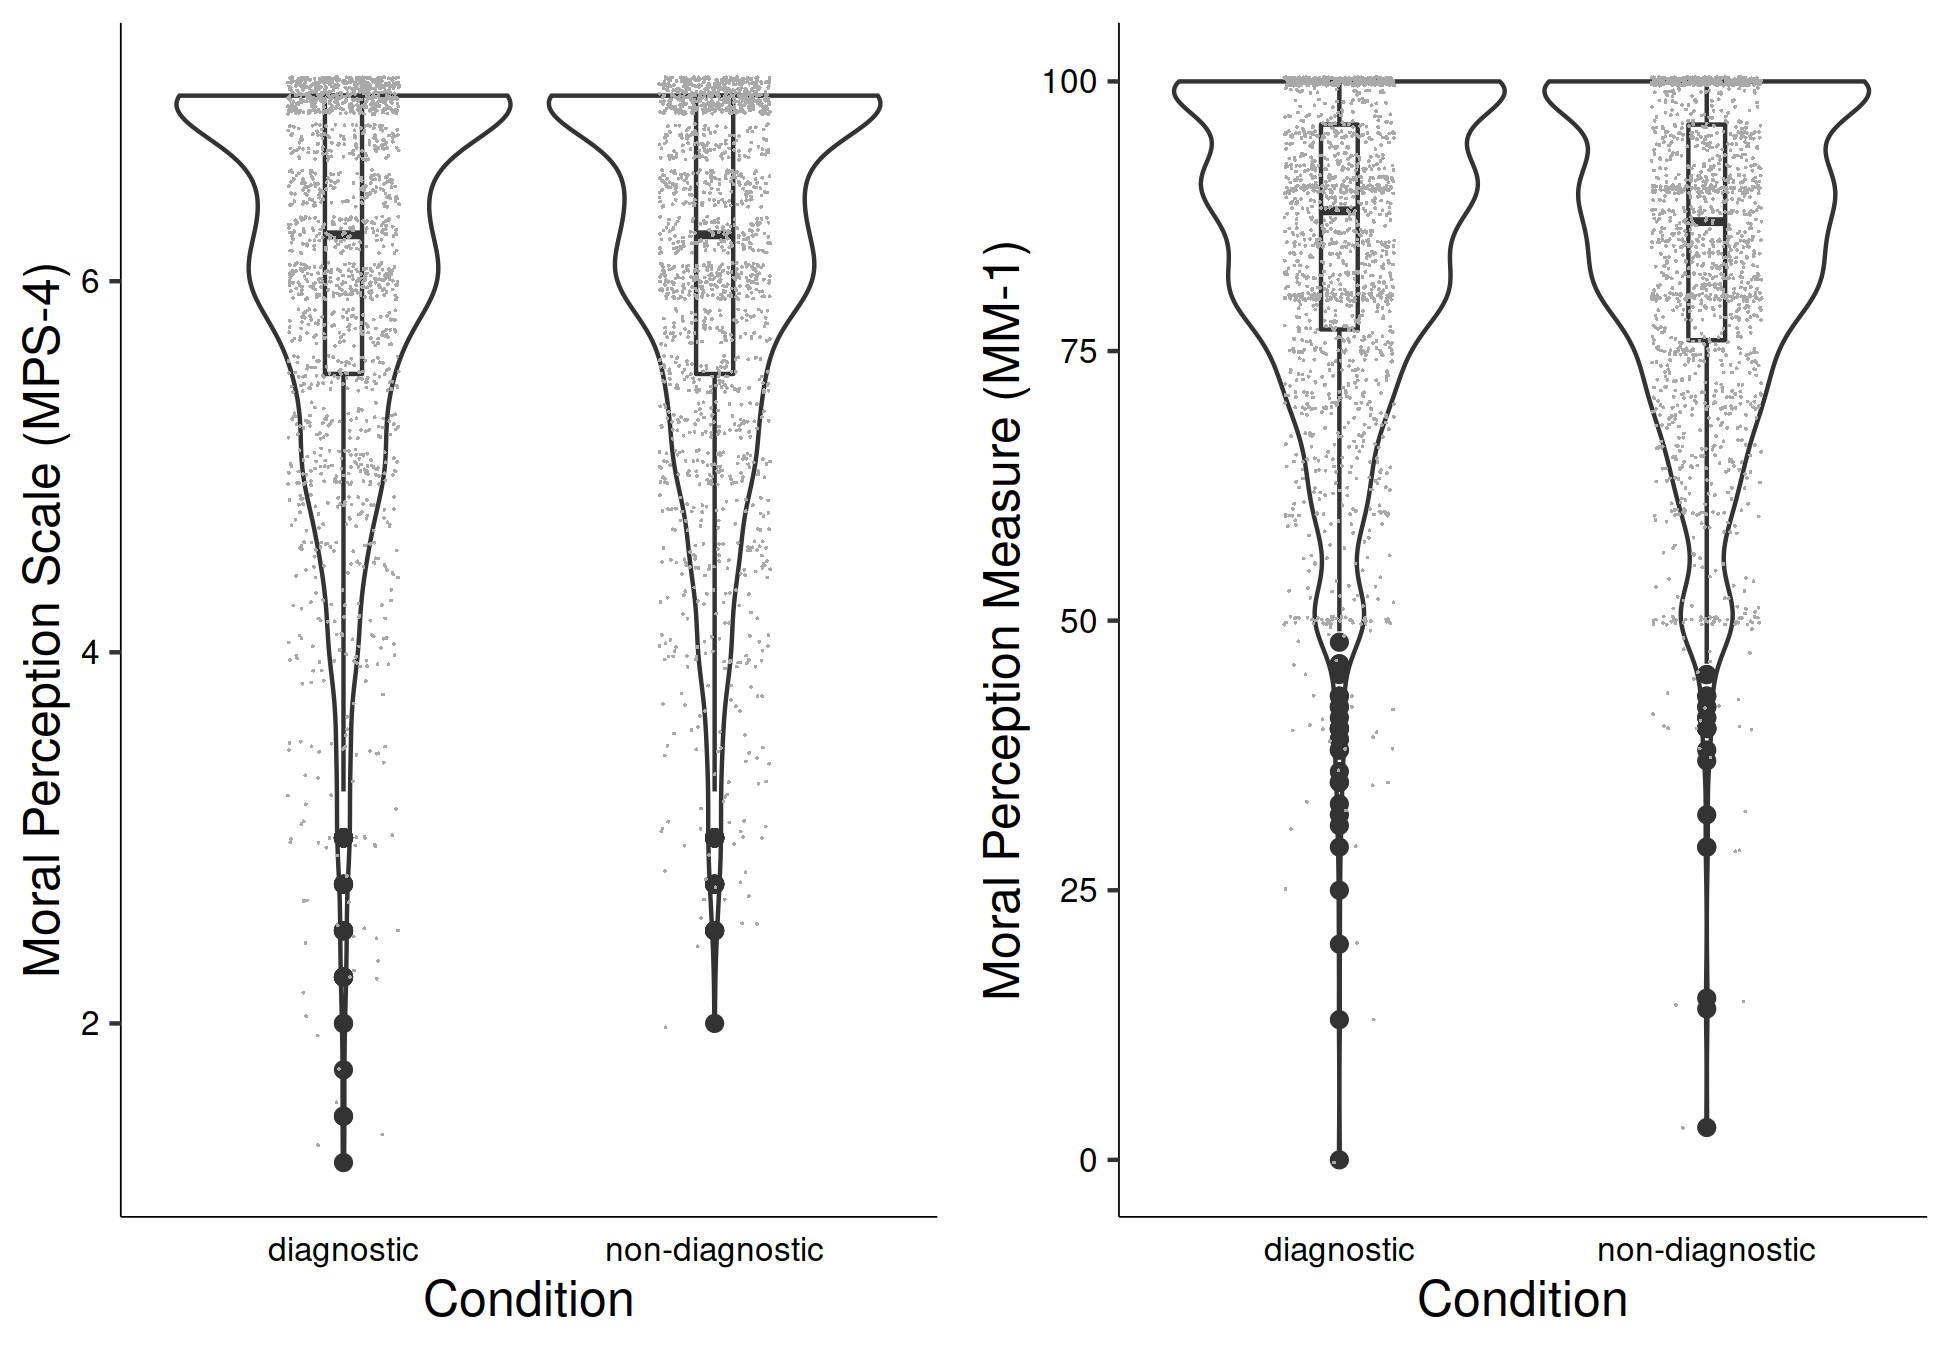 Moral Perception Scale (MPS-4)
6
4
2
diagnostic
non-diagnostic
Condition
Moral Perception Measure (MM-1)
100
75
50
25
0
diagnostic
non-diagnostic
Condition